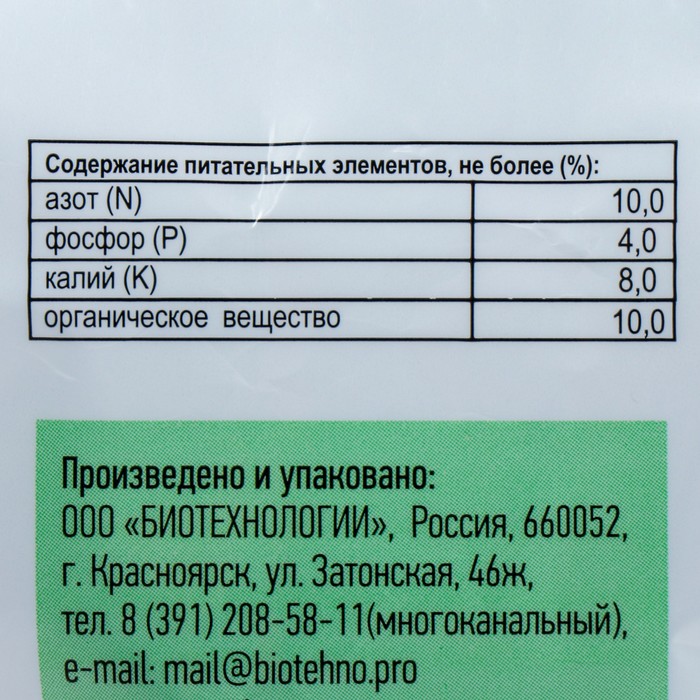 Содержание питательных элементов, не более (%):
азот (N) 10,0
фосфор (P) 4,0
калий (K) 8,0
органическое вещество 10,0
Произведено и упаковано:
ООО «БИОТЕХНОЛОГИИ», Россия, 660052,
г. Красноярск, ул. Затонская, 46ж,
тел. 8 (391) 208-58-11(многоканальный),
e-mail: mail@biotehno.pro